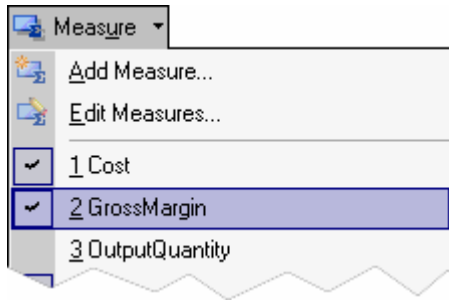 Measure
Add Measure...
Edit Measures...
1 Cost
2 GrossMargin
3 OutputQuantity